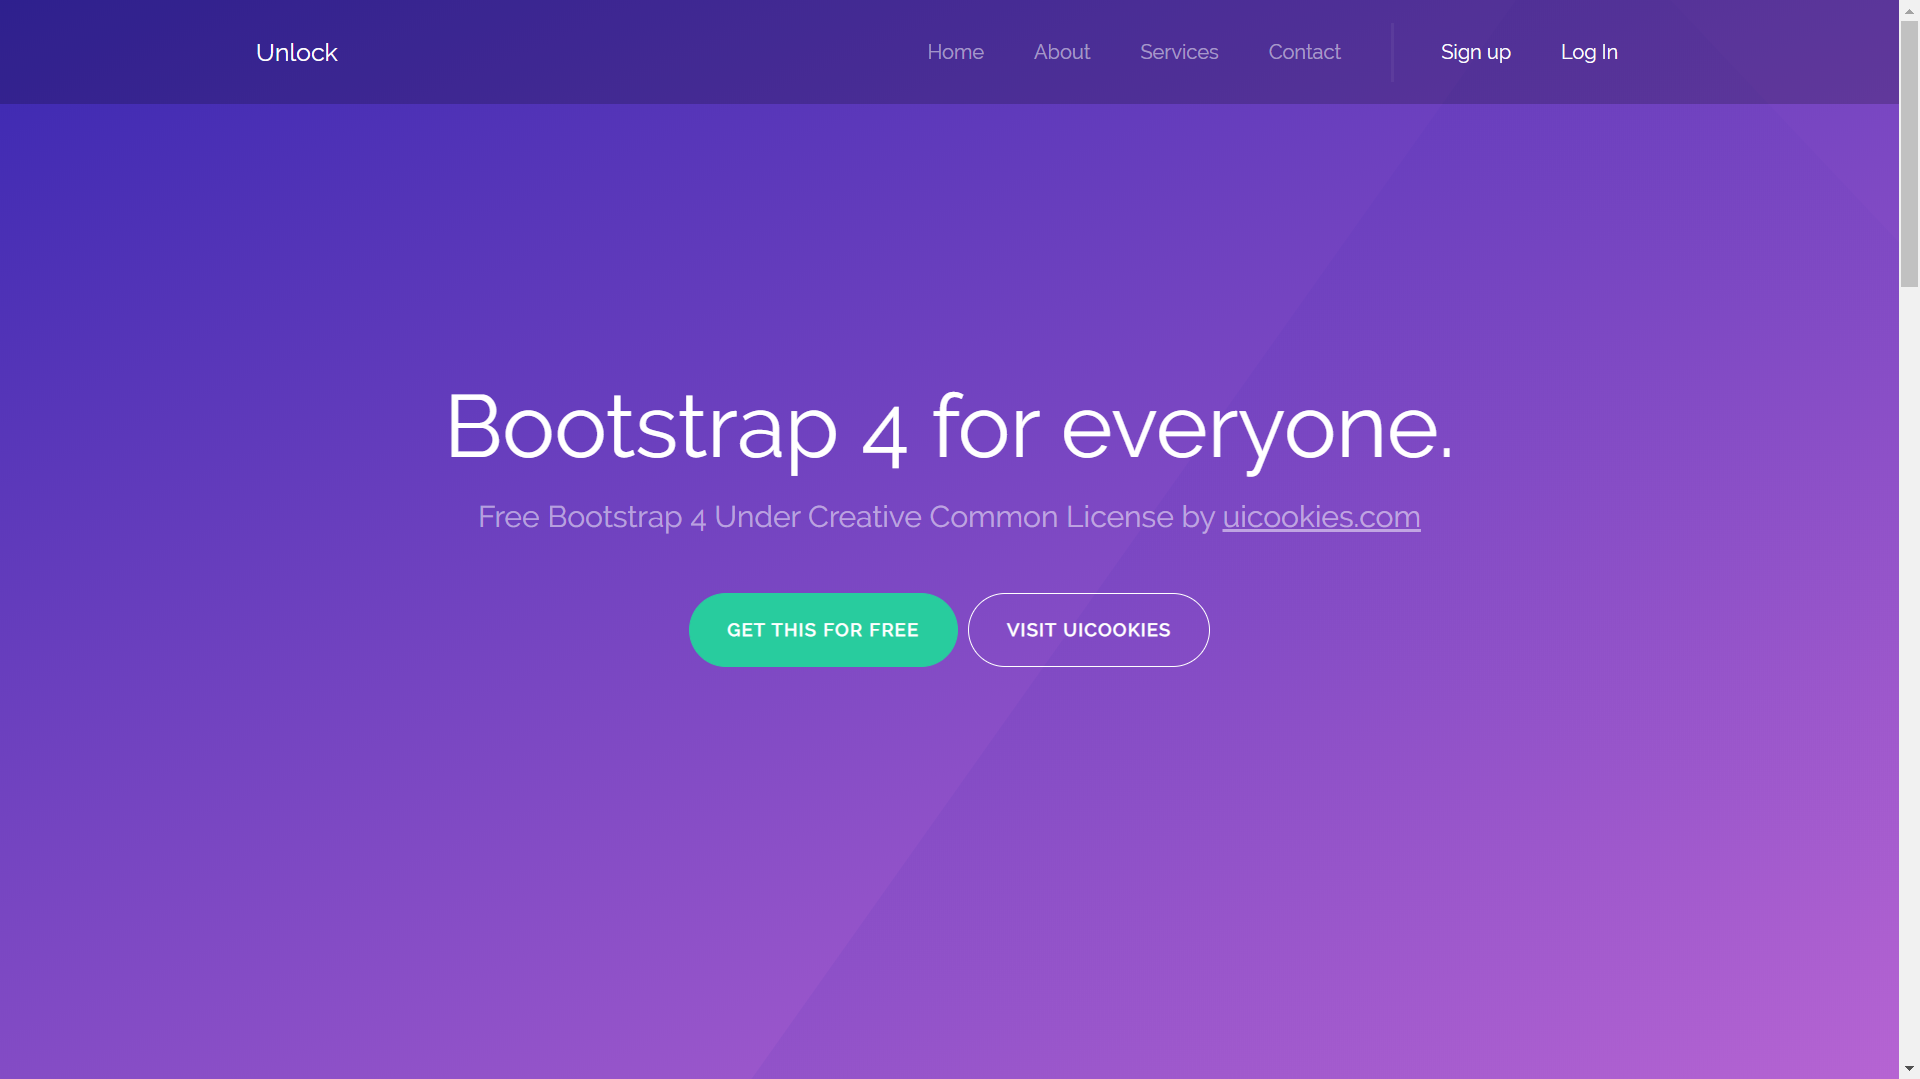 Unlock Home About Services Contact Sign up Log In
Bootstrap 4 for everyone.
Free Bootstrap 4 Under Creative Common License by uicookies.com
GET THIS FOR FREE VISIT UICOOKIES